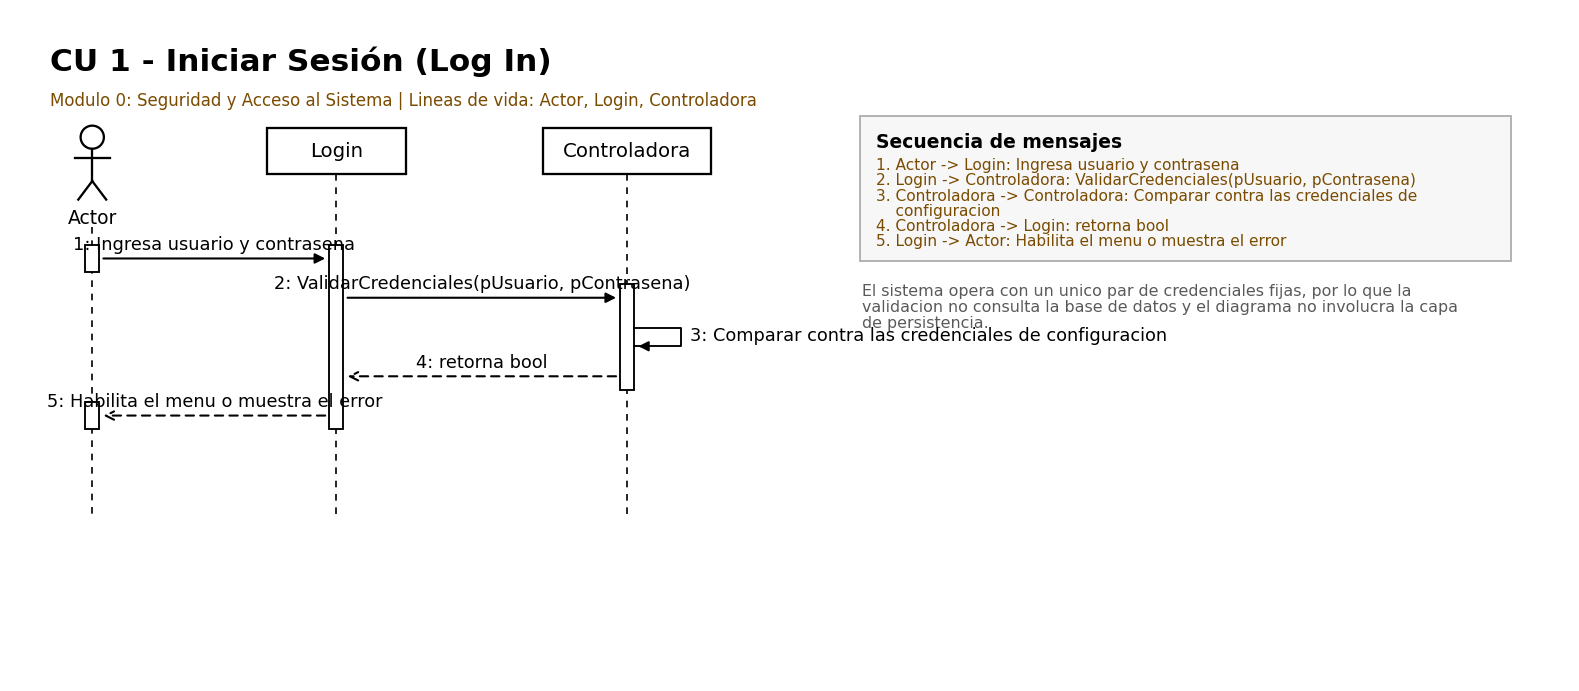 CU 1 - Iniciar Sesión (Log In)
Modulo 0: Seguridad y Acceso al Sistema | Lineas de vida: Actor, Login, Controladora
Actor
Login
Controladora
1: Ingresa usuario y contrasena
2: ValidarCredenciales(pUsuario, pContrasena)
3: Comparar contra las credenciales de configuracion
4: retorna bool
5: Habilita el menu o muestra el error
Secuencia de mensajes
1. Actor -> Login: Ingresa usuario y contrasena
2. Login -> Controladora: ValidarCredenciales(pUsuario, pContrasena)
3. Controladora -> Controladora: Comparar contra las credenciales de
configuracion
4. Controladora -> Login: retorna bool
5. Login -> Actor: Habilita el menu o muestra el error
El sistema opera con un unico par de credenciales fijas, por lo que la
validacion no consulta la base de datos y el diagrama no involucra la capa
de persistencia.